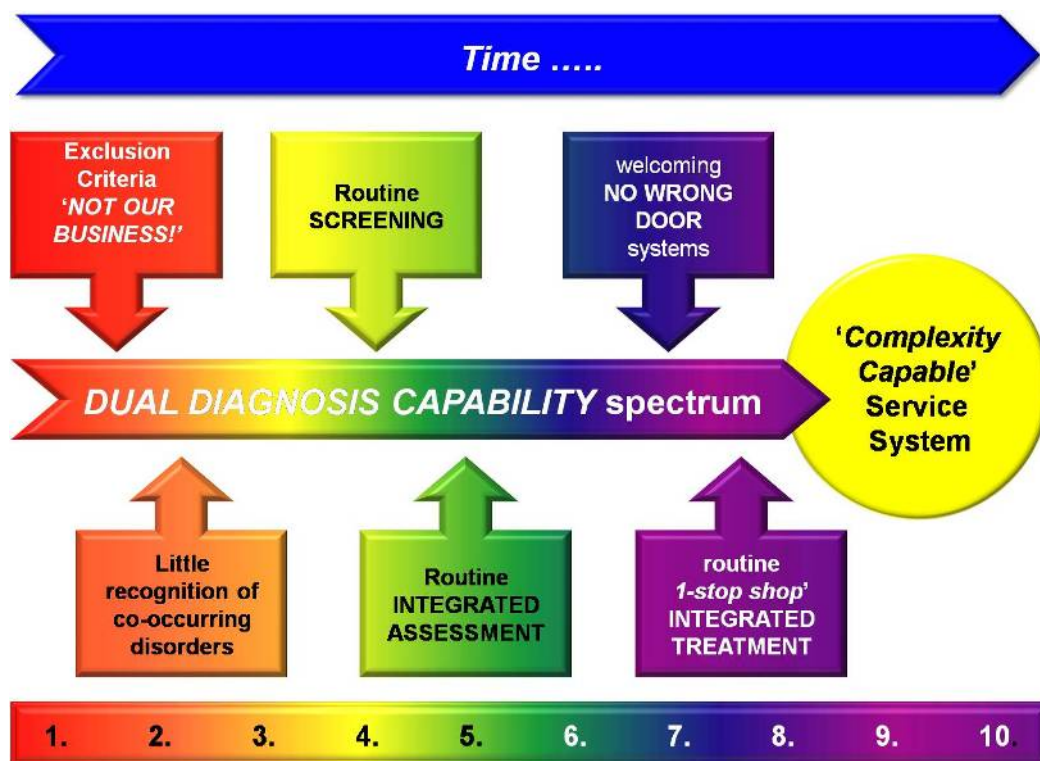 Time .....
Exclusion
Criteria
‘NOT OUR
BUSINESS!’
Routine
SCREENING
welcoming
NO WRONG
DOOR
systems
DUAL DIAGNOSIS CAPABILITY spectrum
‘Complexity
Capable’
Service
System
Little
recognition of
co-occurring
disorders
Routine
INTEGRATED
ASSESSMENT
routine
1-stop shop’
INTEGRATED
TREATMENT
1. 2. 3. 4. 5. 6. 7. 8. 9. 10.